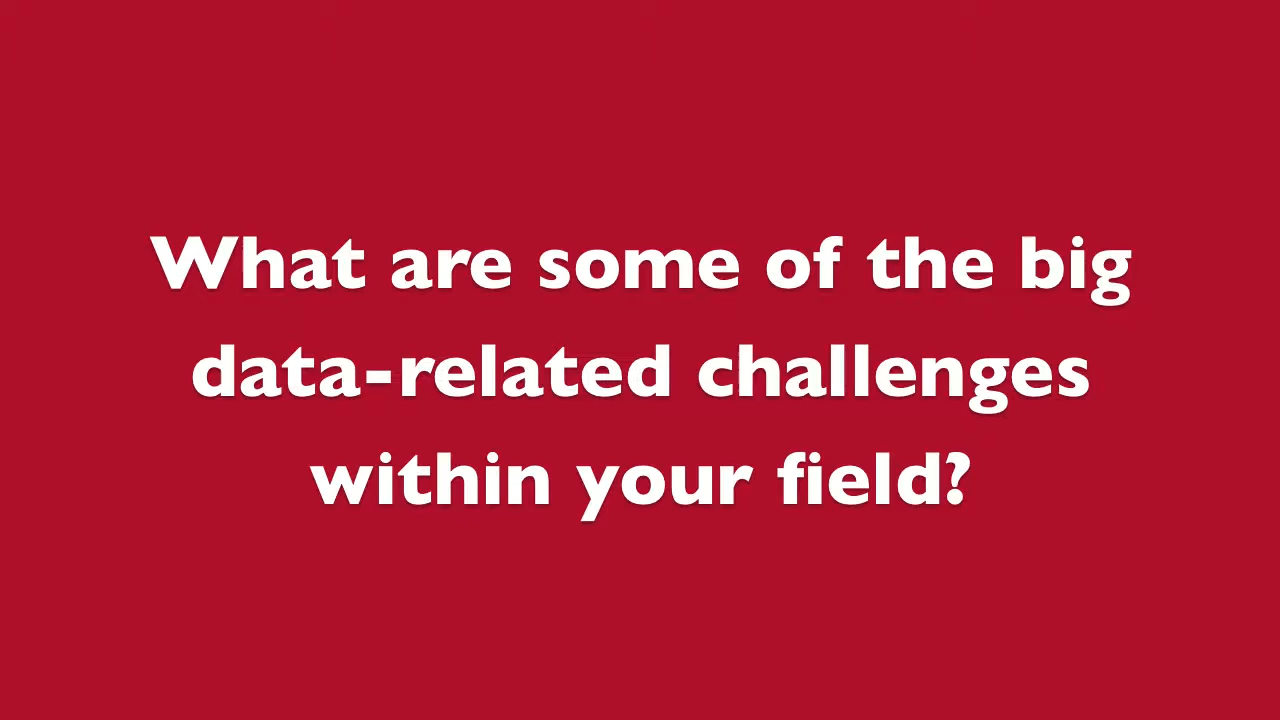 What are some of the big
data-related challenges
within your field?